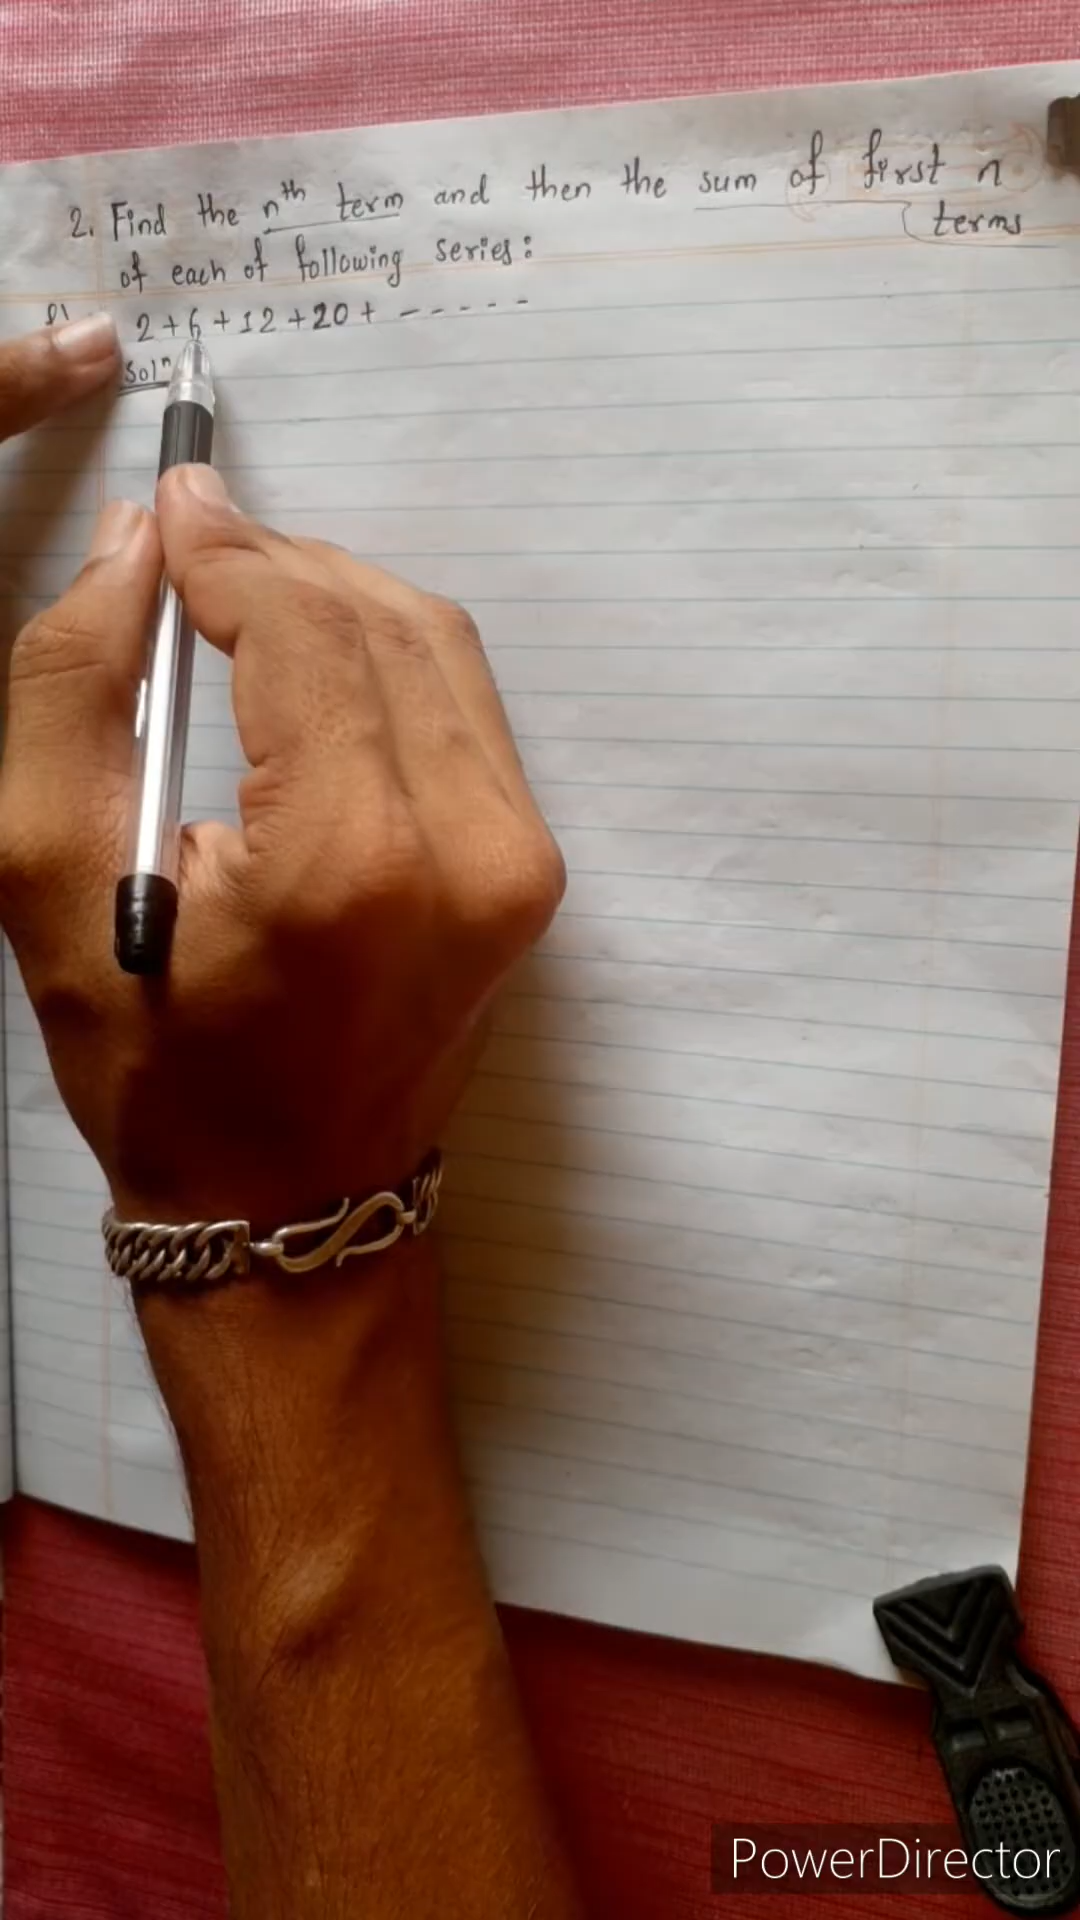 2. Find the nth term and then the sum of first n
terms
of each of following series:
2+6+12+20+ -----
Solⁿ
PowerDirector